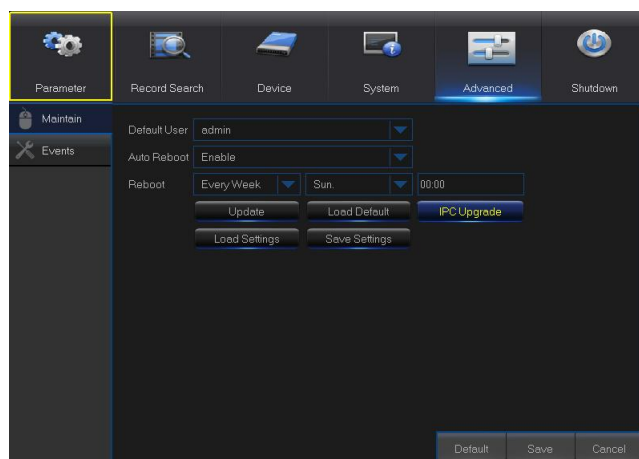 Parameter Record Search Device System Advanced Shutdown
Maintain
Events
Default User admin
Auto Reboot Enable
Reboot Every Week Sun. 00:00
Update Load Default IPC Upgrade
Load Settings Save Settings
Default Save Cancel